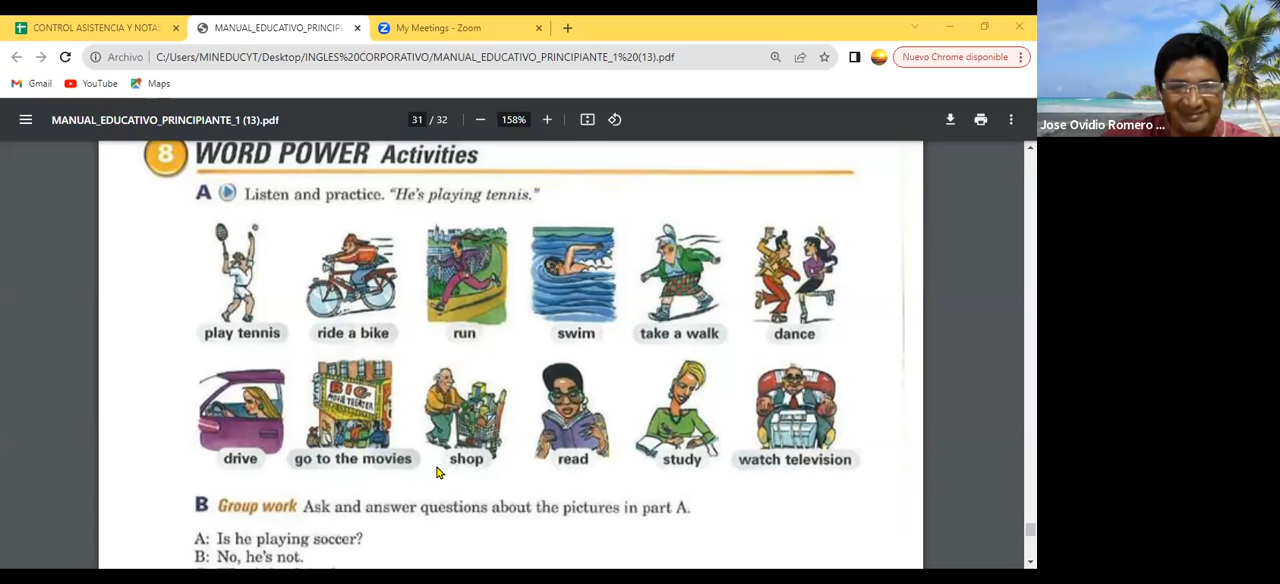 CONTROL ASISTENCIA Y NOTAS
MANUAL_EDUCATIVO_PRINCIPI
My Meetings - Zoom
Archivo
C:/Users/MINEDUCYT/Desktop/INGLES%20CORPORATIVO/MANUAL_EDUCATIVO_PRINCIPIANTE_1%20(13).pdf
Nuevo Chrome disponible
Gmail
YouTube
Maps
Jose Ovidio Romero ...
MANUAL_EDUCATIVO_PRINCIPIANTE_1 (13).pdf
31 / 32
158%
8 WORD POWER Activities
A Listen and practice. "He's playing tennis."
play tennis
ride a bike
run
swim
take a walk
dance
BIG
MOVIE THEATER
drive
go to the movies
shop
read
study
watch television
B Group work Ask and answer questions about the pictures in part A.
A: Is he playing soccer?
B: No, he's not.